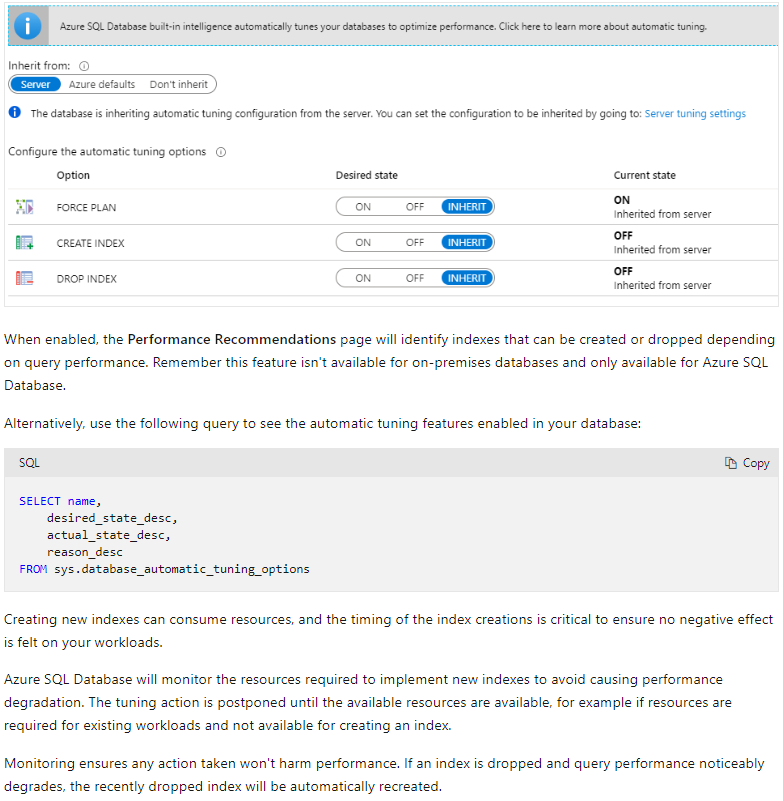 Azure SQL Database built-in intelligence automatically tunes your databases to optimize performance. Click here to learn more about automatic tuning.
Inherit from:
Server Azure defaults Don't inherit
The database is inheriting automatic tuning configuration from the server. You can set the configuration to be inherited by going to: Server tuning settings
Configure the automatic tuning options
Option Desired state Current state
FORCE PLAN ON OFF INHERIT ON
Inherited from server
CREATE INDEX ON OFF INHERIT OFF
Inherited from server
DROP INDEX ON OFF INHERIT OFF
Inherited from server
When enabled, the Performance Recommendations page will identify indexes that can be created or dropped depending
on query performance. Remember this feature isn't available for on-premises databases and only available for Azure SQL
Database.
Alternatively, use the following query to see the automatic tuning features enabled in your database:
SQL Copy
SELECT name,
desired_state_desc,
actual_state_desc,
reason_desc
FROM sys.database_automatic_tuning_options
Creating new indexes can consume resources, and the timing of the index creations is critical to ensure no negative effect
is felt on your workloads.
Azure SQL Database will monitor the resources required to implement new indexes to avoid causing performance
degradation. The tuning action is postponed until the available resources are available, for example if resources are
required for existing workloads and not available for creating an index.
Monitoring ensures any action taken won't harm performance. If an index is dropped and query performance noticeably
degrades, the recently dropped index will be automatically recreated.